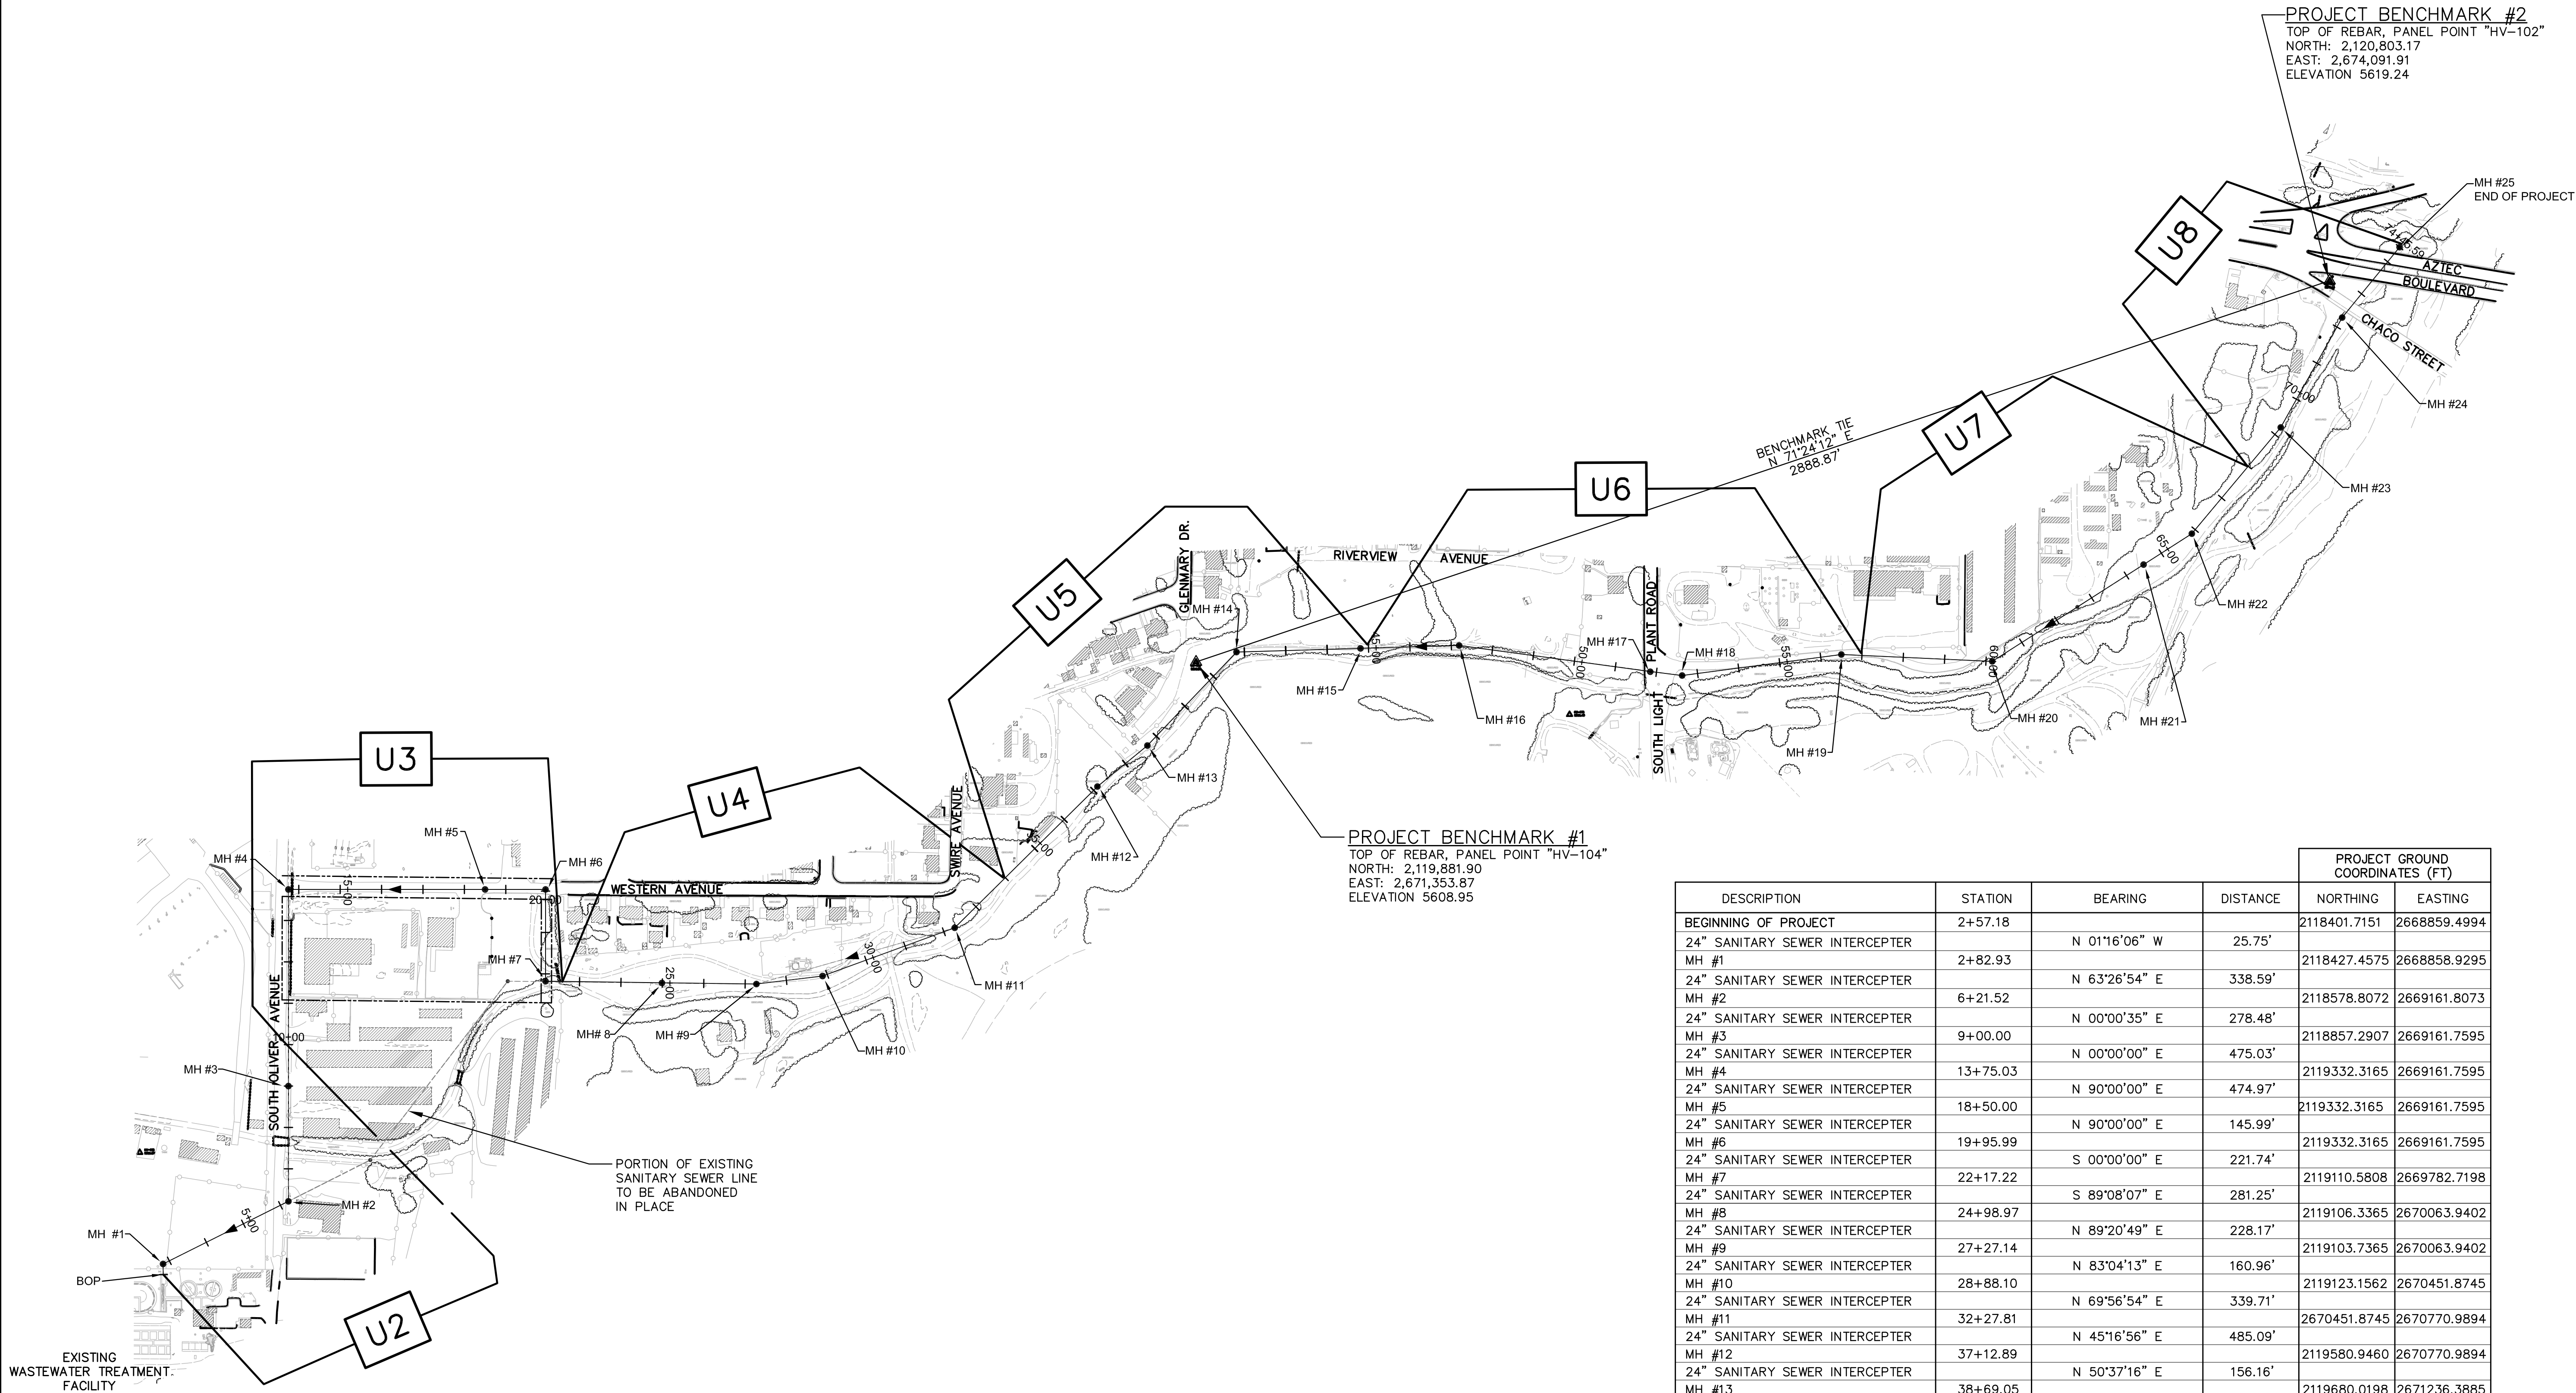 PROJECT BENCHMARK #2
TOP OF REBAR, PANEL POINT "HV-102"
NORTH: 2,120,803.17
EAST: 2,674,091.91
ELEVATION 5619.24
MH #25
END OF PROJECT
U8
AZTEC
BOULEVARD
CHACO STREET
MH #24
70+00
U7
BENCHMARK TIE
N 71°24'12" E
2888.87'
MH #23
U6
65+00
MH #22
U5
GLENMARY DR.
RIVERVIEW AVENUE
MH #14
PLANT ROAD
MH #17
MH #18
45+00
50+00
55+00
60+00
MH #15
MH #16
SOUTH LIGHT
MH #19
MH #20
MH #21
U3
U4
MH #13
SWIRE AVENUE
35+00
MH #12
PROJECT BENCHMARK #1
TOP OF REBAR, PANEL POINT "HV-104"
NORTH: 2,119,881.90
EAST: 2,671,353.87
ELEVATION 5608.95
MH #4
MH #5
MH #6
15+00
20+00
WESTERN AVENUE
MH #7
25+00
30+00
MH #11
SOUTH OLIVER AVENUE
10+00
MH# 8
MH #9
MH #10
MH #3
PORTION OF EXISTING
SANITARY SEWER LINE
TO BE ABANDONED
IN PLACE
MH #2
5+00
MH #1
BOP
U2
EXISTING
WASTEWATER TREATMENT
FACILITY
PROJECT GROUND
COORDINATES (FT)
DESCRIPTION STATION BEARING DISTANCE NORTHING EASTING
BEGINNING OF PROJECT 2+57.18 2118401.7151 2668859.4994
24" SANITARY SEWER INTERCEPTER N 01°16'06" W 25.75'
MH #1 2+82.93 2118427.4575 2668858.9295
24" SANITARY SEWER INTERCEPTER N 63°26'54" E 338.59'
MH #2 6+21.52 2118578.8072 2669161.8073
24" SANITARY SEWER INTERCEPTER N 00°00'35" E 278.48'
MH #3 9+00.00 2118857.2907 2669161.7595
24" SANITARY SEWER INTERCEPTER N 00°00'00" E 475.03'
MH #4 13+75.03 2119332.3165 2669161.7595
24" SANITARY SEWER INTERCEPTER N 90°00'00" E 474.97'
MH #5 18+50.00 2119332.3165 2669161.7595
24" SANITARY SEWER INTERCEPTER N 90°00'00" E 145.99'
MH #6 19+95.99 2119332.3165 2669161.7595
24" SANITARY SEWER INTERCEPTER S 00°00'00" E 221.74'
MH #7 22+17.22 2119110.5808 2669782.7198
24" SANITARY SEWER INTERCEPTER S 89°08'07" E 281.25'
MH #8 24+98.97 2119106.3365 2670063.9402
24" SANITARY SEWER INTERCEPTER N 89°20'49" E 228.17'
MH #9 27+27.14 2119103.7365 2670063.9402
24" SANITARY SEWER INTERCEPTER N 83°04'13" E 160.96'
MH #10 28+88.10 2119123.1562 2670451.8745
24" SANITARY SEWER INTERCEPTER N 69°56'54" E 339.71'
MH #11 32+27.81 2670451.8745 2670770.9894
24" SANITARY SEWER INTERCEPTER N 45°16'56" E 485.09'
MH #12 37+12.89 2119580.9460 2670770.9894
24" SANITARY SEWER INTERCEPTER N 50°37'16" E 156.16'
MH #13 38+69.05 2119680.0198 2671236.3885